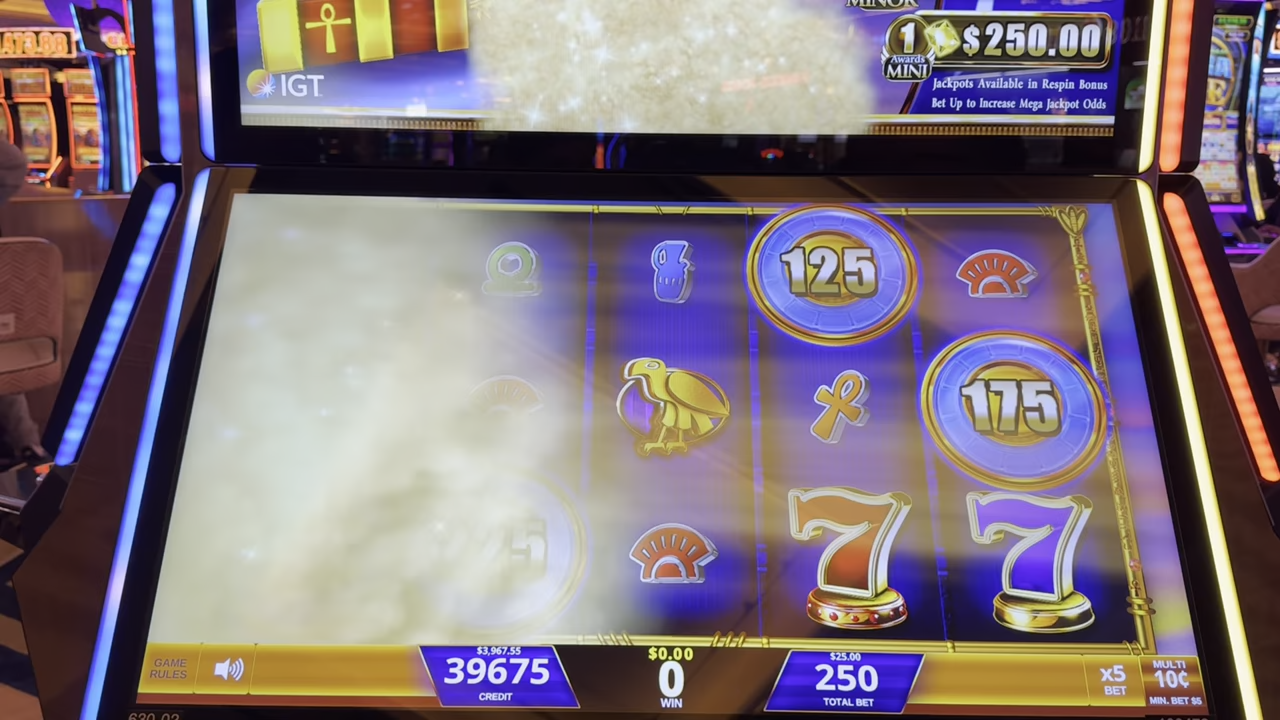 MINOR
1
Awards
MINI
$250.00
IGT
Jackpots Available in Respin Bonus
Bet Up to Increase Mega Jackpot Odds
125
175
7
7
GAME
RULES
$3,967.55
39675
CREDIT
$0.00
0
WIN
$25.00
250
TOTAL BET
x5
BET
MULTI
10¢
MIN. BET $5